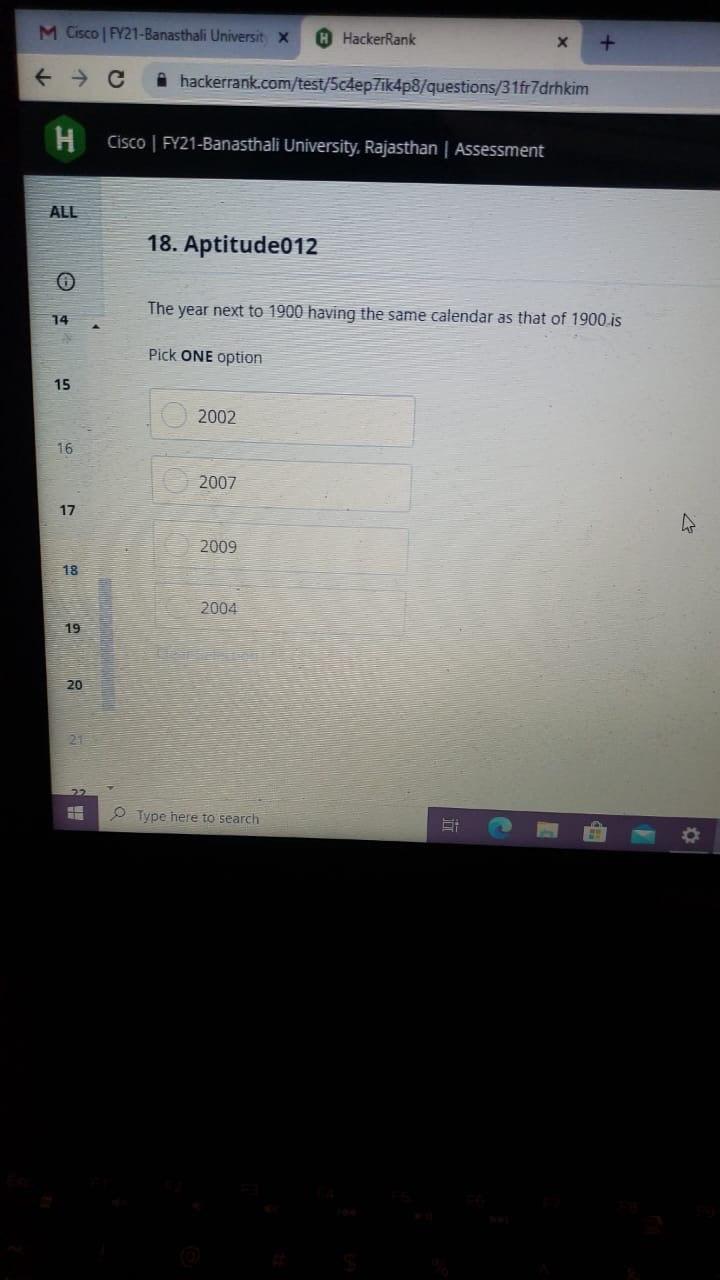 Cisco | FY21-Banasthali Universit
HackerRank
hackerrank.com/test/5c4ep7ik4p8/questions/31fr7drhkim
H Cisco | FY21-Banasthali University, Rajasthan | Assessment
ALL
18. Aptitude012
14
The year next to 1900 having the same calendar as that of 1900 is
Pick ONE option
15
2002
16
2007
17
2009
18
2004
19
20
21
22
Type here to search